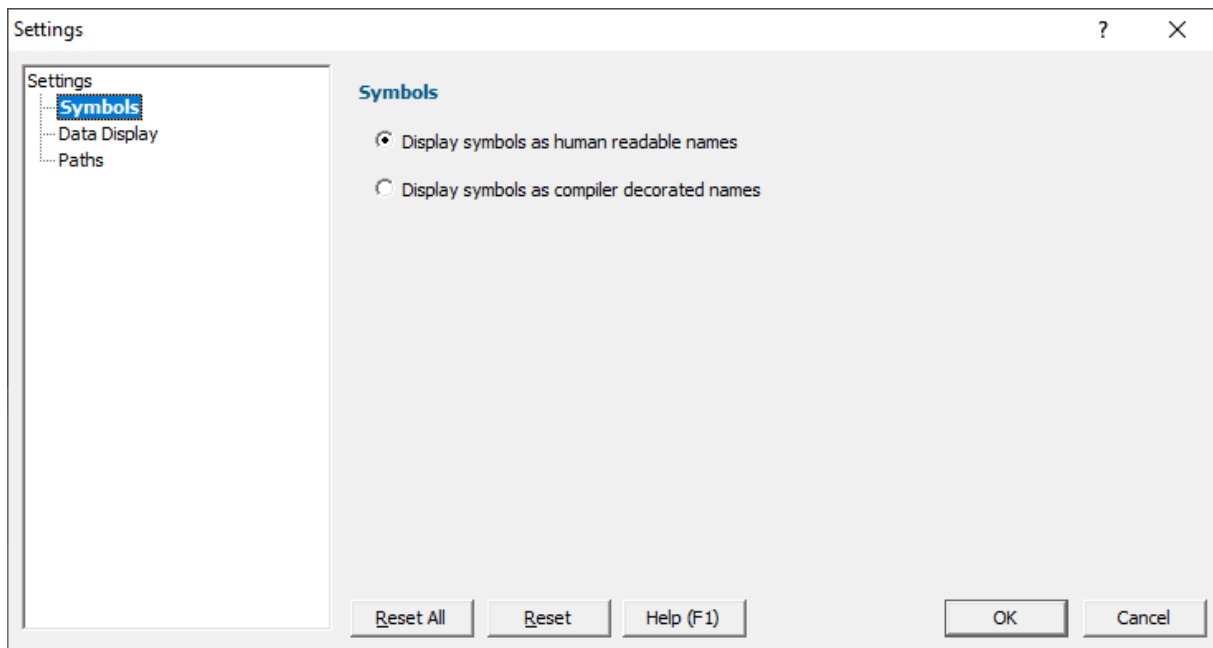 Settings
?
Settings
Symbols
Data Display
Paths
Symbols
Display symbols as human readable names
Display symbols as compiler decorated names
Reset All
Reset
Help (F1)
OK
Cancel